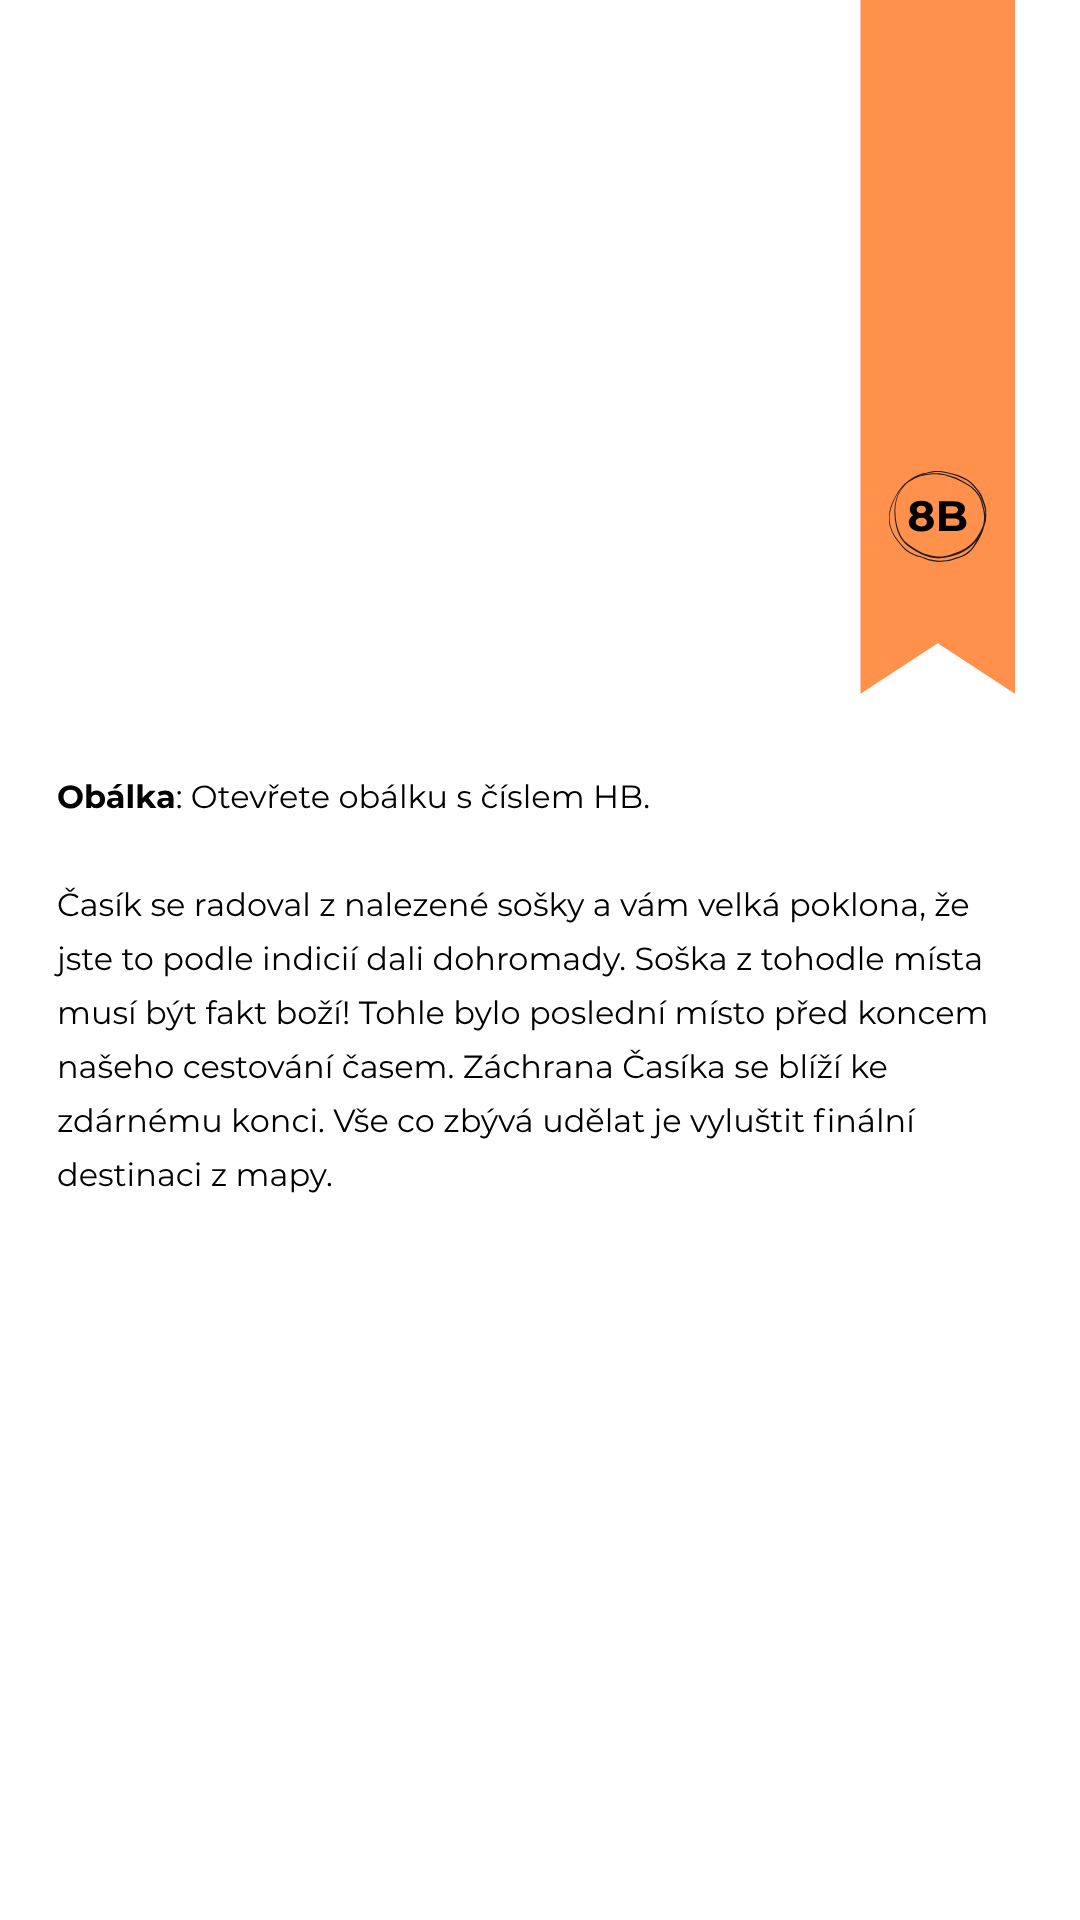 8B
Obálka: Otevřete obálku s číslem HB.
Časík se radoval z nalezené sošky a vám velká poklona, že
jste to podle indicií dali dohromady. Soška z tohodle místa
musí být fakt boží! Tohle bylo poslední místo před koncem
našeho cestování časem. Záchrana Časíka se blíží ke
zdárnému konci. Vše co zbývá udělat je vyluštit finální
destinaci z mapy.